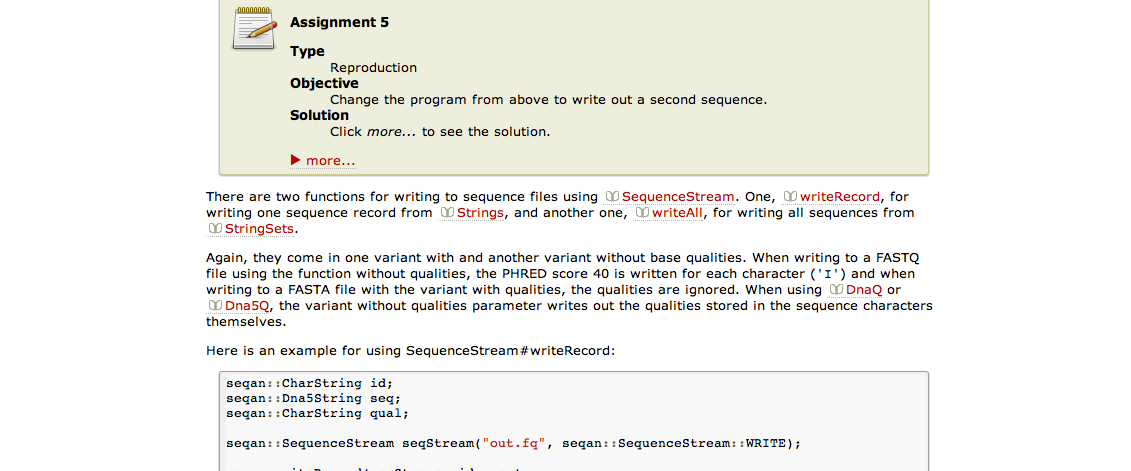 Assignment 5
Type
Reproduction
Objective
Change the program from above to write out a second sequence.
Solution
Click more... to see the solution.
more...
There are two functions for writing to sequence files using SequenceStream. One, writeRecord, for
writing one sequence record from Strings, and another one, writeAll, for writing all sequences from
StringSets.
Again, they come in one variant with and another variant without base qualities. When writing to a FASTQ
file using the function without qualities, the PHRED score 40 is written for each character ('I') and when
writing to a FASTA file with the variant with qualities, the qualities are ignored. When using DnaQ or
Dna5Q, the variant without qualities parameter writes out the qualities stored in the sequence characters
themselves.
Here is an example for using SequenceStream#writeRecord:
seqan::CharString id;
seqan::Dna5String seq;
seqan::CharString qual;
seqan::SequenceStream seqStream("out.fq", seqan::SequenceStream::WRITE);